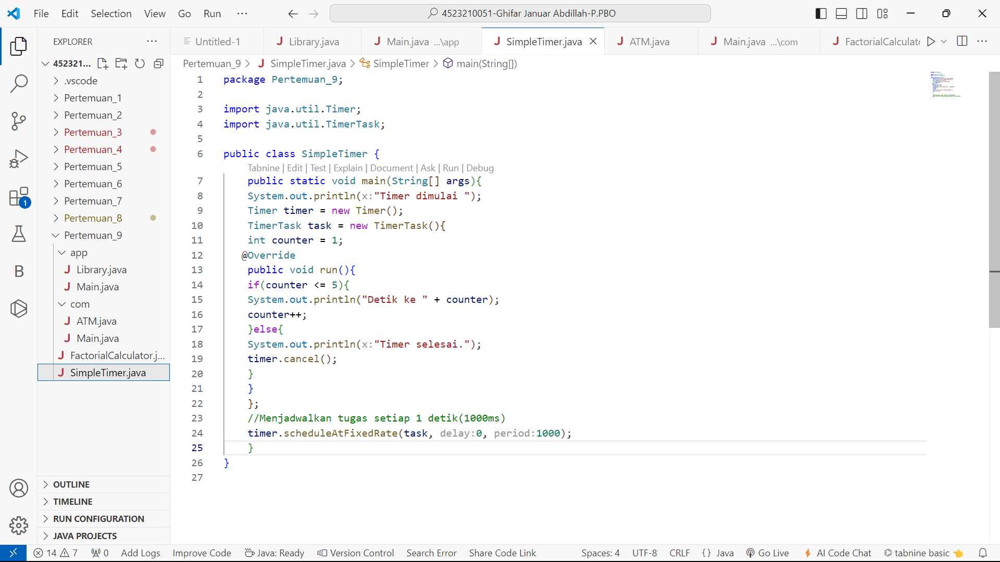 File Edit Selection View Go Run ···
4523210051-Ghifar Januar Abdillah-P.PBO
EXPLORER
452321...
.vscode
Pertemuan_1
Pertemuan_2
Pertemuan_3
Pertemuan_4
Pertemuan_5
Pertemuan_6
Pertemuan_7
Pertemuan_8
Pertemuan_9
app
J Library.java
J Main.java
com
J ATM.java
J Main.java
J FactorialCalculator.j...
J SimpleTimer.java
OUTLINE
TIMELINE
RUN CONFIGURATION
JAVA PROJECTS
1
B
Untitled-1
J Library.java
J Main.java ...\app
J SimpleTimer.java
J ATM.java
J Main.java ...\com
J FactorialCalculat
Pertemuan_9 > J SimpleTimer.java > SimpleTimer > main(String[])
1 package Pertemuan_9;
2
3 import java.util.Timer;
4 import java.util.TimerTask;
5
6 public class SimpleTimer {
Tabnine | Edit | Test | Explain | Document | Ask | Run | Debug
7 public static void main(String[] args){
8 System.out.println(x:"Timer dimulai ");
9 Timer timer = new Timer();
10 TimerTask task = new TimerTask(){
11 int counter = 1;
12 @Override
13 public void run(){
14 if(counter <= 5){
15 System.out.println("Detik ke " + counter);
16 counter++;
17 }else{
18 System.out.println(x:"Timer selesai.");
19 timer.cancel();
20 }
21 }
22 };
23 //Menjadwalkan tugas setiap 1 detik(1000ms)
24 timer.scheduleAtFixedRate(task, delay:0, period:1000);
25 }
26 }
27
14 7 0 Add Logs Improve Code Java: Ready Version Control Search Error Share Code Link Spaces: 4 UTF-8 CRLF {} Java Go Live AI Code Chat tabnine basic